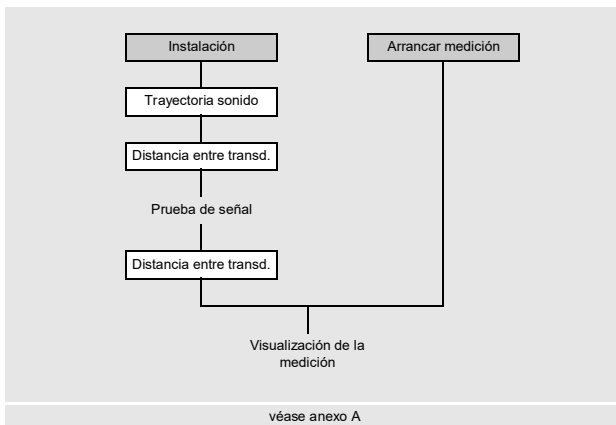 Instalación
Arrancar medición
Trayectoria sonido
Distancia entre transd.
Prueba de señal
Distancia entre transd.
Visualización de la
medición
véase anexo A